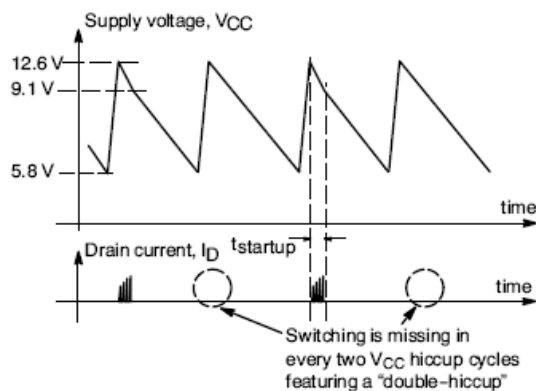 Supply voltage, VCC
12.6 V
9.1 V
5.8 V
time
tstartup
Drain current, ID
time
Switching is missing in
every two VCC hiccup cycles
featuring a “double−hiccup”